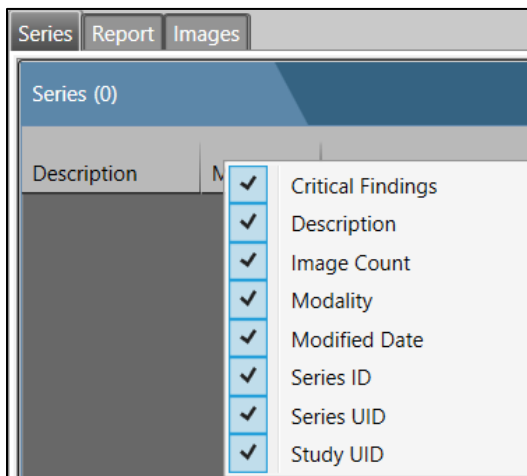 Series Report Images
Series (0)
Description M
Critical Findings
Description
Image Count
Modality
Modified Date
Series ID
Series UID
Study UID